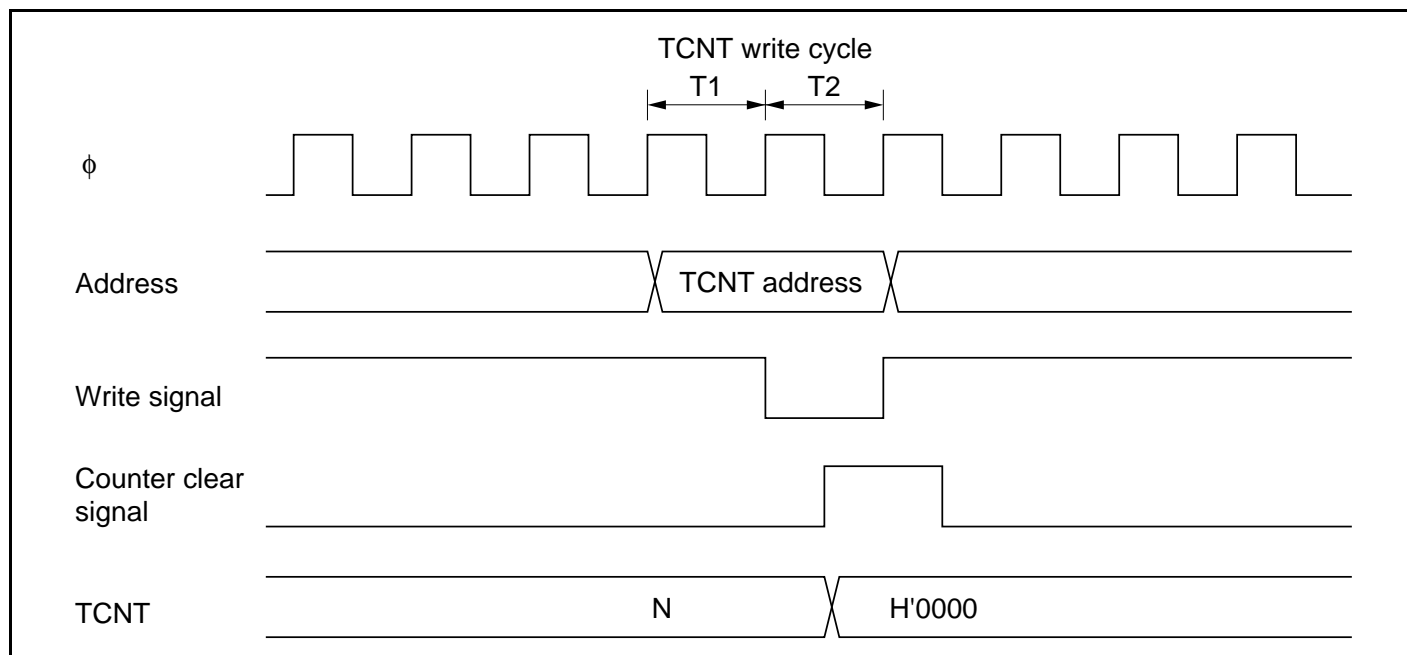 TCNT write cycle
T1 T2
ϕ
Address TCNT address
Write signal
Counter clear
signal
TCNT N H'0000